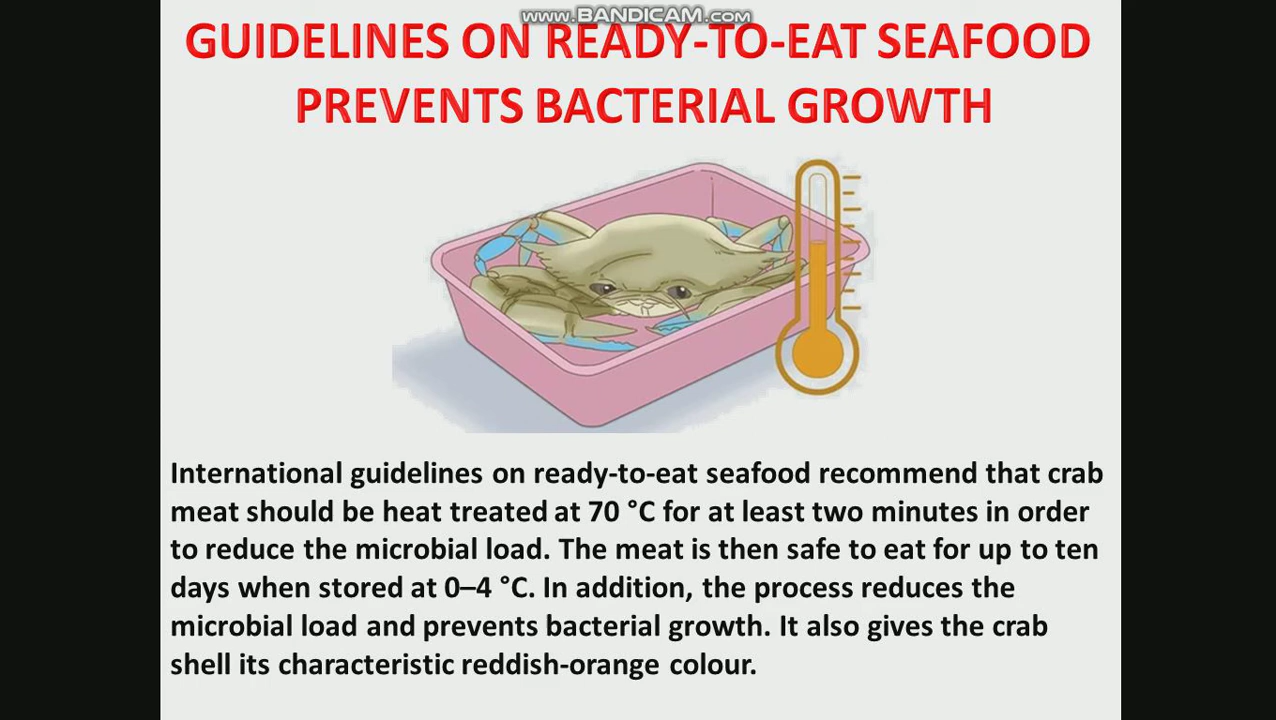 www.BANDICAM.com
GUIDELINES ON READY-TO-EAT SEAFOOD
PREVENTS BACTERIAL GROWTH
International guidelines on ready-to-eat seafood recommend that crab
meat should be heat treated at 70 °C for at least two minutes in order
to reduce the microbial load. The meat is then safe to eat for up to ten
days when stored at 0–4 °C. In addition, the process reduces the
microbial load and prevents bacterial growth. It also gives the crab
shell its characteristic reddish-orange colour.